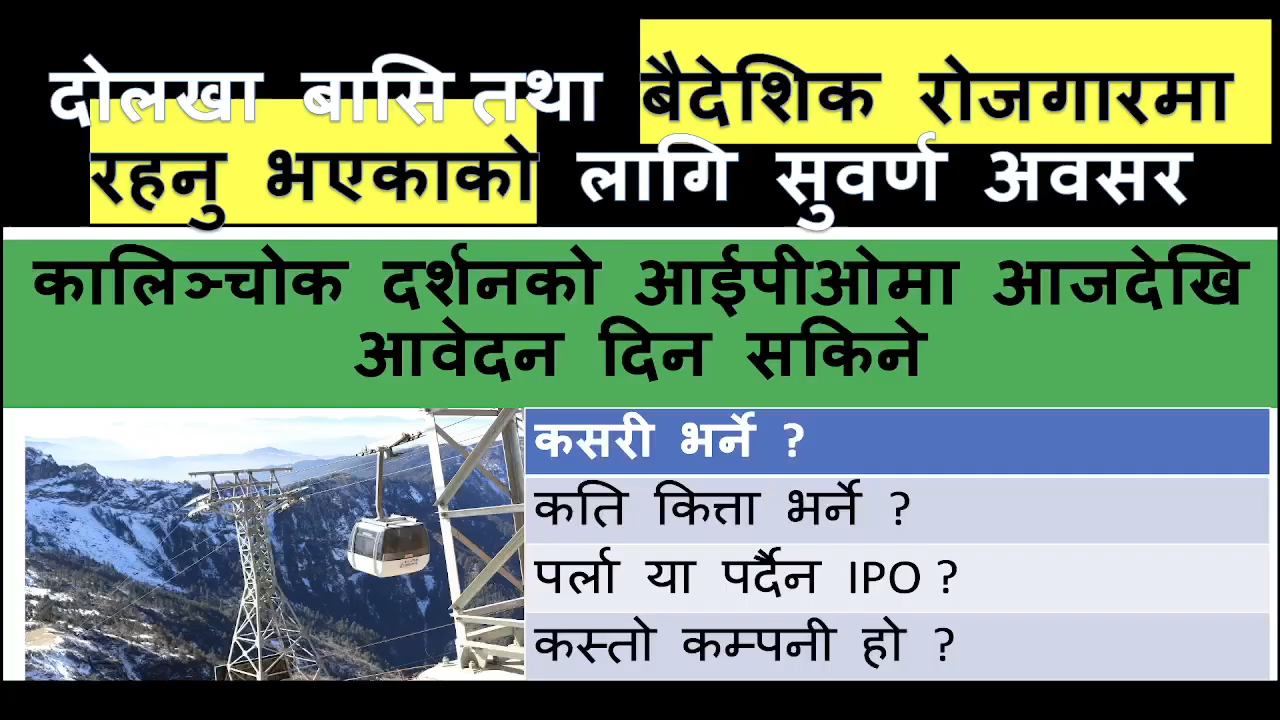 दोलखा बासि तथा बैदेशिक रोजगारमा
रहनु भएकाको लागि सुवर्ण अवसर
कालिञ्चोक दर्शनको आईपीओमा आजदेखि
आवेदन दिन सकिने
कसरी भर्ने ?
कति कित्ता भर्ने ?
पर्ला या पर्दैन IPO ?
कस्तो कम्पनी हो ?